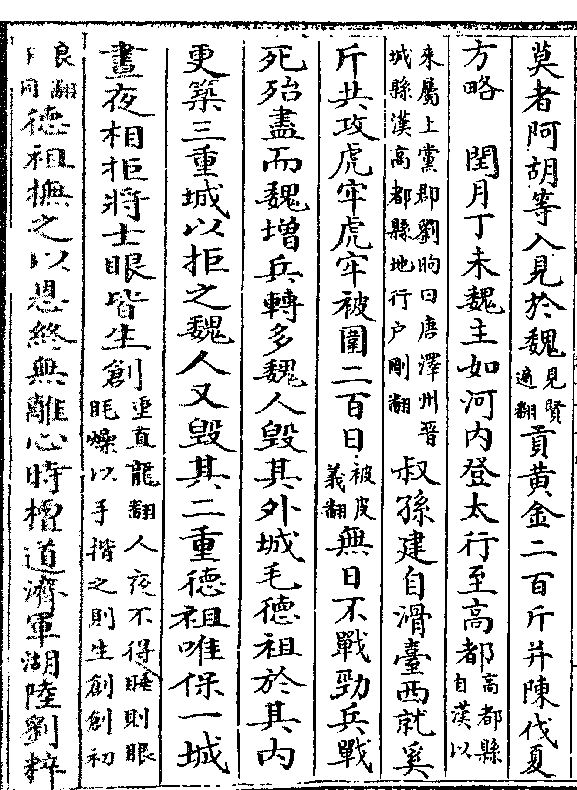 莫者阿胡等入見於魏見賢遍翻貢黃金二百斤并陳伐夏
方略　閏月丁未魏主如河內登太行至高都高都縣自漢以
來屬上黨郡劉昫曰唐澤州晉城縣漢高都縣地行戶剛翻叔孫建自滑臺西就奚
斤共攻虎牢虎牢被圍二百日被皮義翻無日不戰勁兵戰
死殆盡而魏增兵轉多魏人毀其外城毛德祖於其內
更築三重城以拒之魏人又毀其二重德祖唯保一城
晝夜相拒將士眼皆生創重直龍翻人夜不得睡則眼眊燥以手揩之則生創創初
良翻下同德祖撫之以恩終無離心時檀道濟軍湖陸劉粹